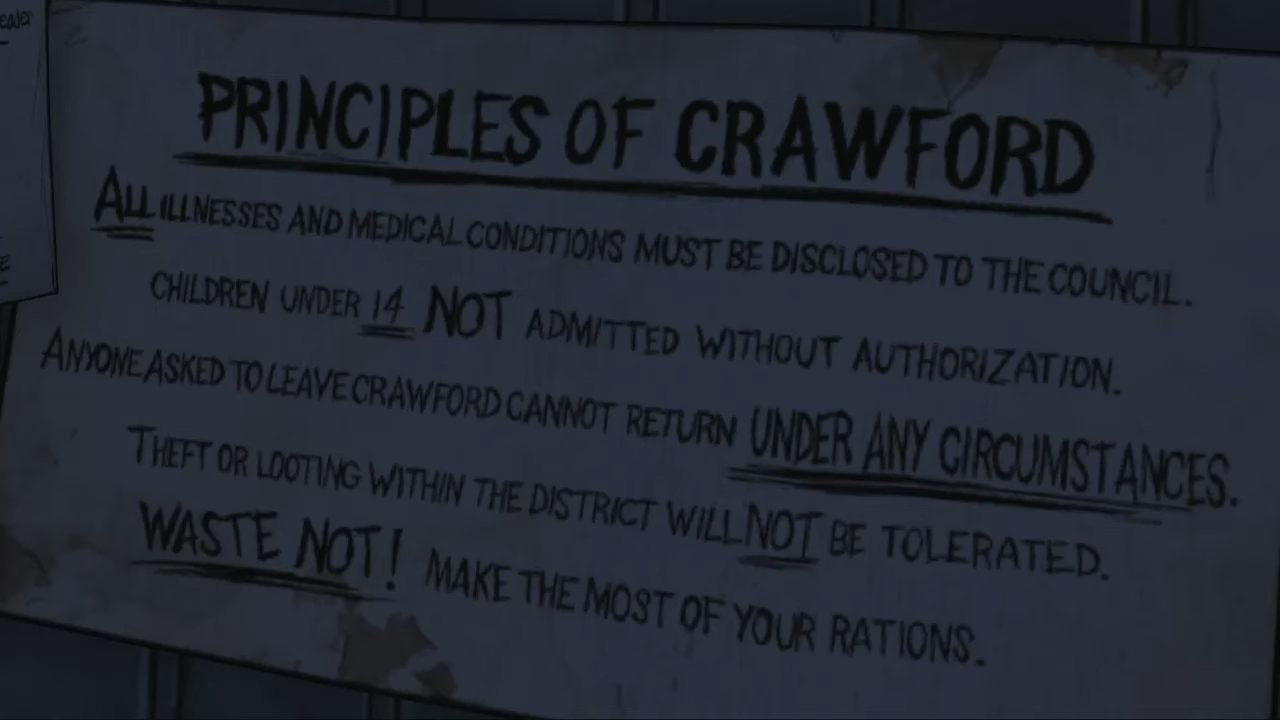 PRINCIPLES OF CRAWFORD
ALL ILLNESSES AND MEDICAL CONDITIONS MUST BE DISCLOSED TO THE COUNCIL.
CHILDREN UNDER 14 NOT ADMITTED WITHOUT AUTHORIZATION.
ANYONE ASKED TO LEAVE CRAWFORD CANNOT RETURN UNDER ANY CIRCUMSTANCES.
THEFT OR LOOTING WITHIN THE DISTRICT WILL NOT BE TOLERATED.
WASTE NOT! MAKE THE MOST OF YOUR RATIONS.